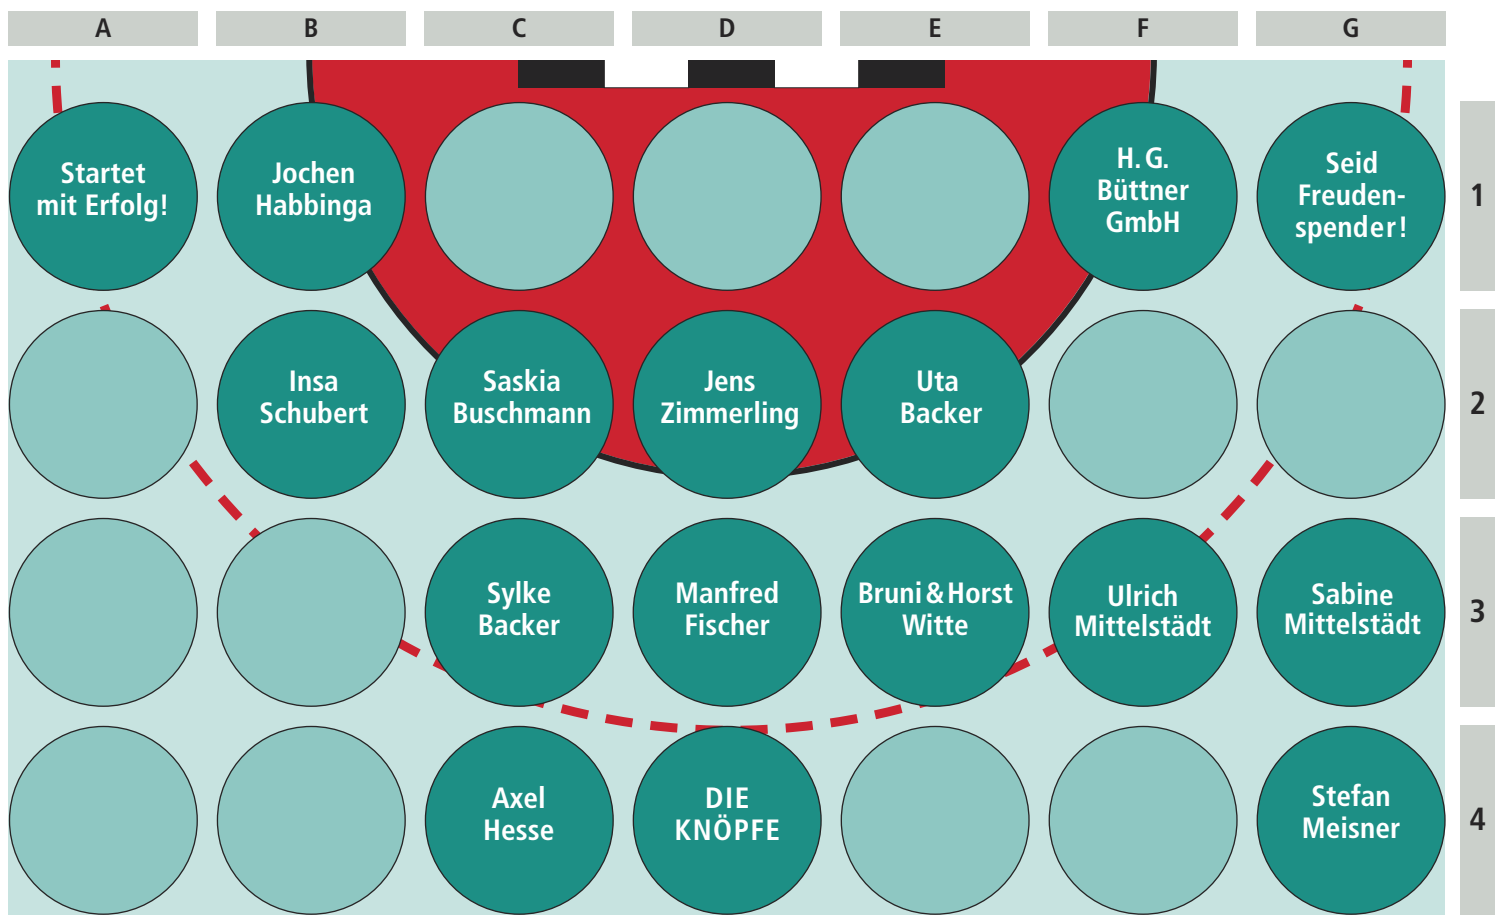 A B C D E F G
Startet
mit Erfolg!
Jochen
Habbinga
H. G.
Büttner
GmbH
Seid
Freuden-
spender!
1
Insa
Schubert
Saskia
Buschmann
Jens
Zimmerling
Uta
Backer
2
Sylke
Backer
Manfred
Fischer
Bruni & Horst
Witte
Ulrich
Mittelstädt
Sabine
Mittelstädt
3
Axel
Hesse
DIE
KNÖPFE
Stefan
Meisner
4